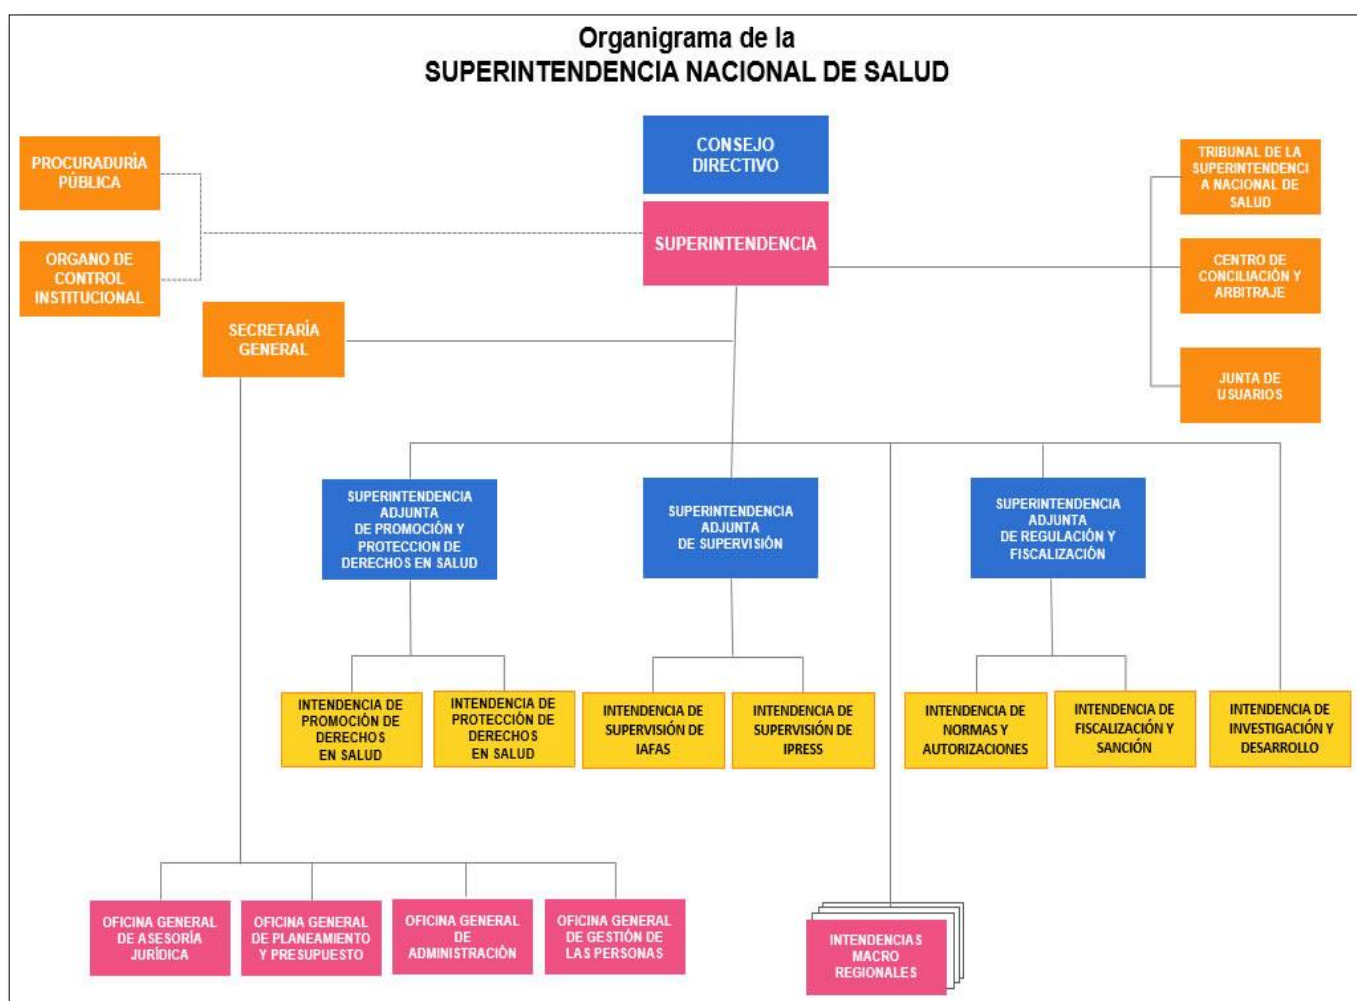 Organigrama de la
SUPERINTENDENCIA NACIONAL DE SALUD
CONSEJO
DIRECTIVO
PROCURADURÍA
PÚBLICA
TRIBUNAL DE LA
SUPERINTENDENCI
A NACIONAL DE
SALUD
SUPERINTENDENCIA
ORGANO DE
CONTROL
INSTITUCIONAL
CENTRO DE
CONCILIACIÓN Y
ARBITRAJE
SECRETARÍA
GENERAL
JUNTA DE
USUARIOS
SUPERINTENDENCIA
ADJUNTA
DE PROMOCIÓN Y
PROTECCION DE
DERECHOS EN SALUD
SUPERINTENDENCIA
ADJUNTA
DE SUPERVISIÓN
SUPERINTENDENCIA
ADJUNTA
DE REGULACIÓN Y
FISCALIZACIÓN
INTENDENCIA DE
PROMOCIÓN DE
DERECHOS
EN SALUD
INTENDENCIA DE
PROTECCIÓN DE
DERECHOS
EN SALUD
INTENDENCIA DE
SUPERVISIÓN DE
IAFAS
INTENDENCIA DE
SUPERVISIÓN DE
IPRESS
INTENDENCIA DE
NORMAS Y
AUTORIZACIONES
INTENDENCIA DE
FISCALIZACIÓN Y
SANCIÓN
INTENDENCIA DE
INVESTIGACIÓN Y
DESARROLLO
OFICINA GENERAL
DE ASESORÍA
JURÍDICA
OFICINA GENERAL
DE PLANEAMIENTO
Y PRESUPUESTO
OFICINA GENERAL
DE
ADMINISTRACIÓN
OFICINA GENERAL
DE GESTIÓN DE
LAS PERSONAS
INTENDENCIAS
MACRO
REGIONALES